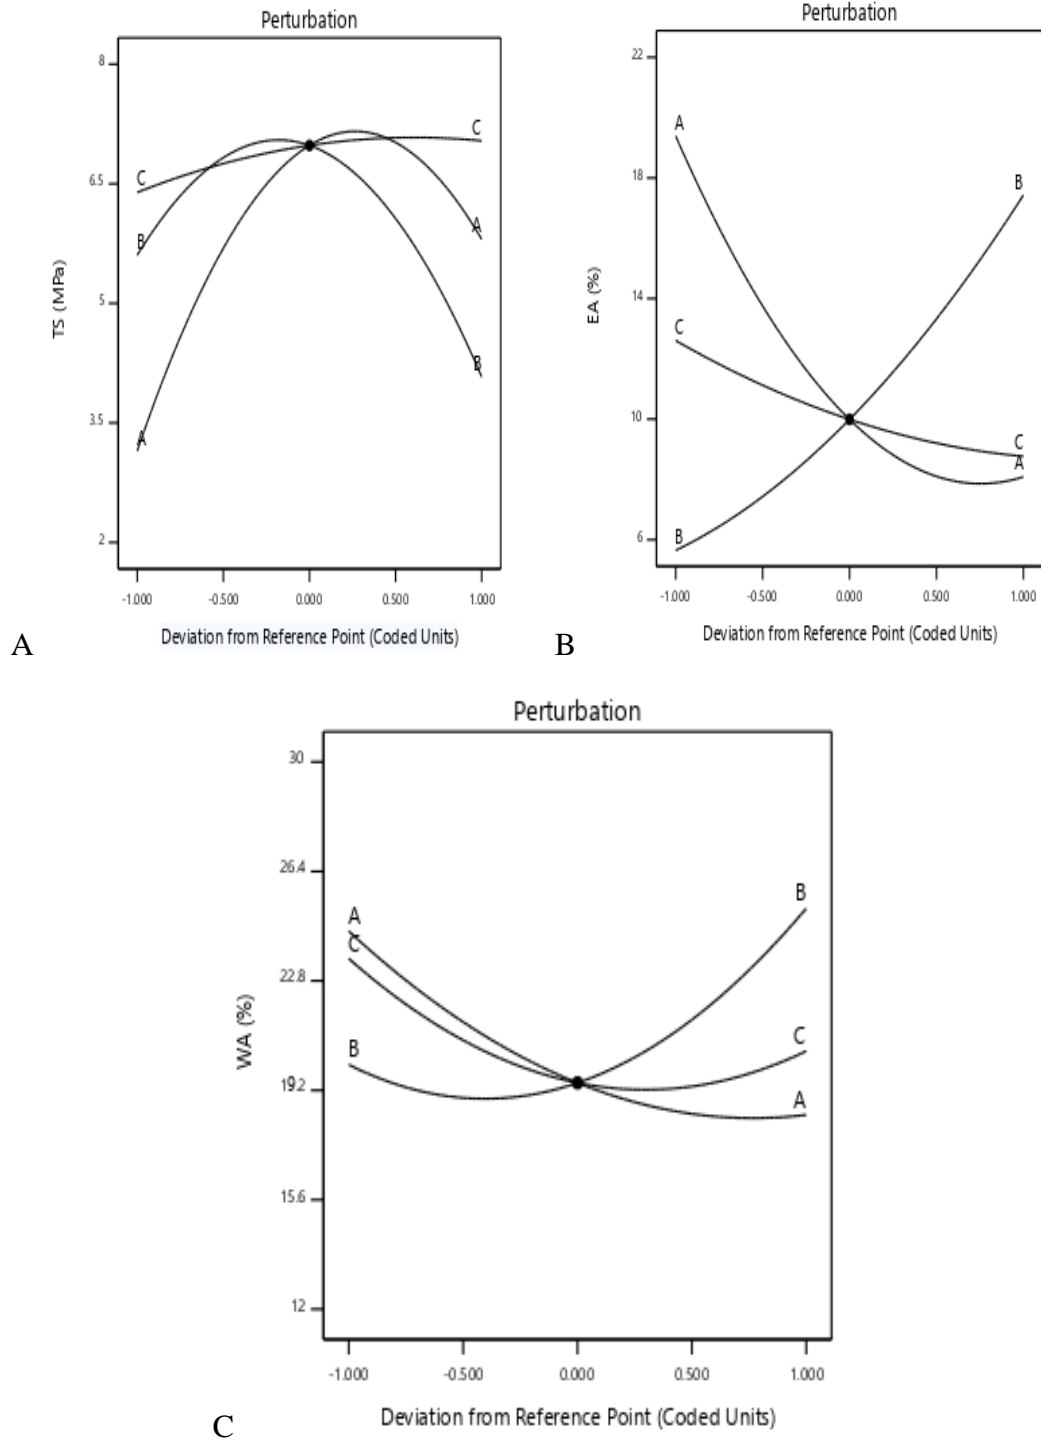 Perturbation
8
6.5
5
3.5
2
TS (MPa)
C
B
A
C
A
B
-1.000 -0.500 0.000 0.500 1.000
Deviation from Reference Point (Coded Units)
A
Perturbation
22
18
14
10
6
EA (%)
A
C
B
B
C
A
-1.000 -0.500 0.000 0.500 1.000
Deviation from Reference Point (Coded Units)
B
Perturbation
30
26.4
22.8
19.2
15.6
12
WA (%)
A
C
B
B
C
A
-1.000 -0.500 0.000 0.500 1.000
Deviation from Reference Point (Coded Units)
C